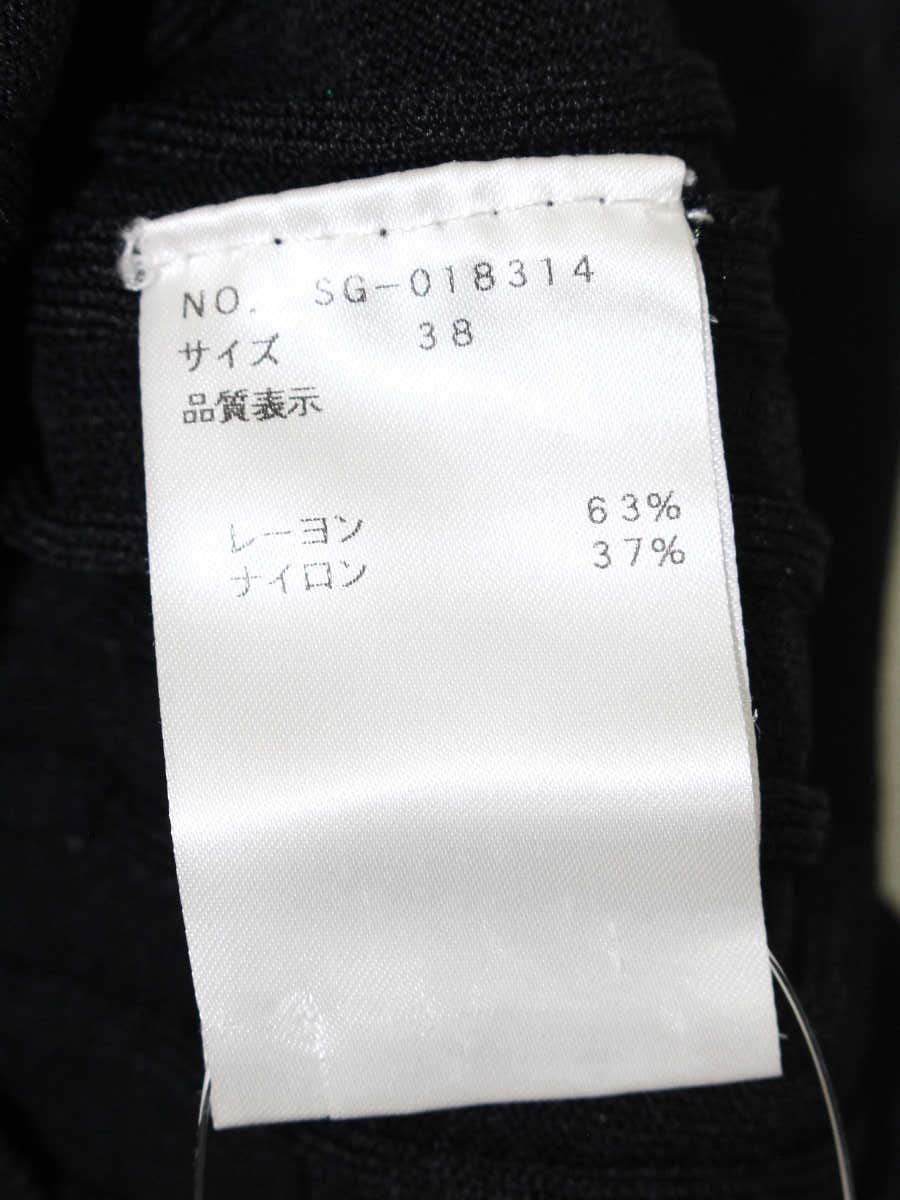 NO. SG-018314
サイズ 38
品質表示
レーヨン 63%
ナイロン 37%